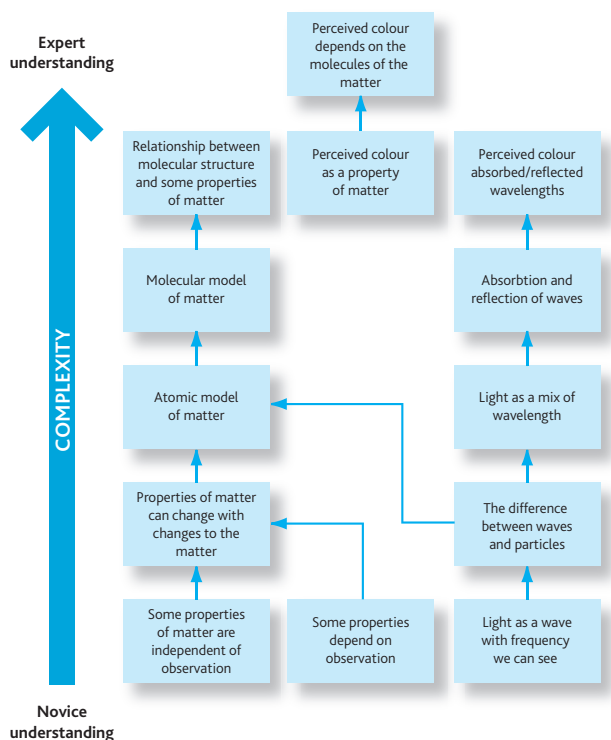 Expert
understanding
Perceived colour
depends on the
molecules of the
matter
Relationship between
molecular structure
and some properties
of matter
Perceived colour
as a property
of matter
Perceived colour
absorbed/reflected
wavelengths
Molecular model
of matter
Absorbtion and
reflection of waves
COMPLEXITY
Atomic model
of matter
Light as a mix of
wavelength
Properties of matter
can change with
changes to the
matter
The difference
between waves
and particles
Some properties
of matter are
independent of
observation
Some properties
depend on
observation
Light as a wave
with frequency
we can see
Novice
understanding